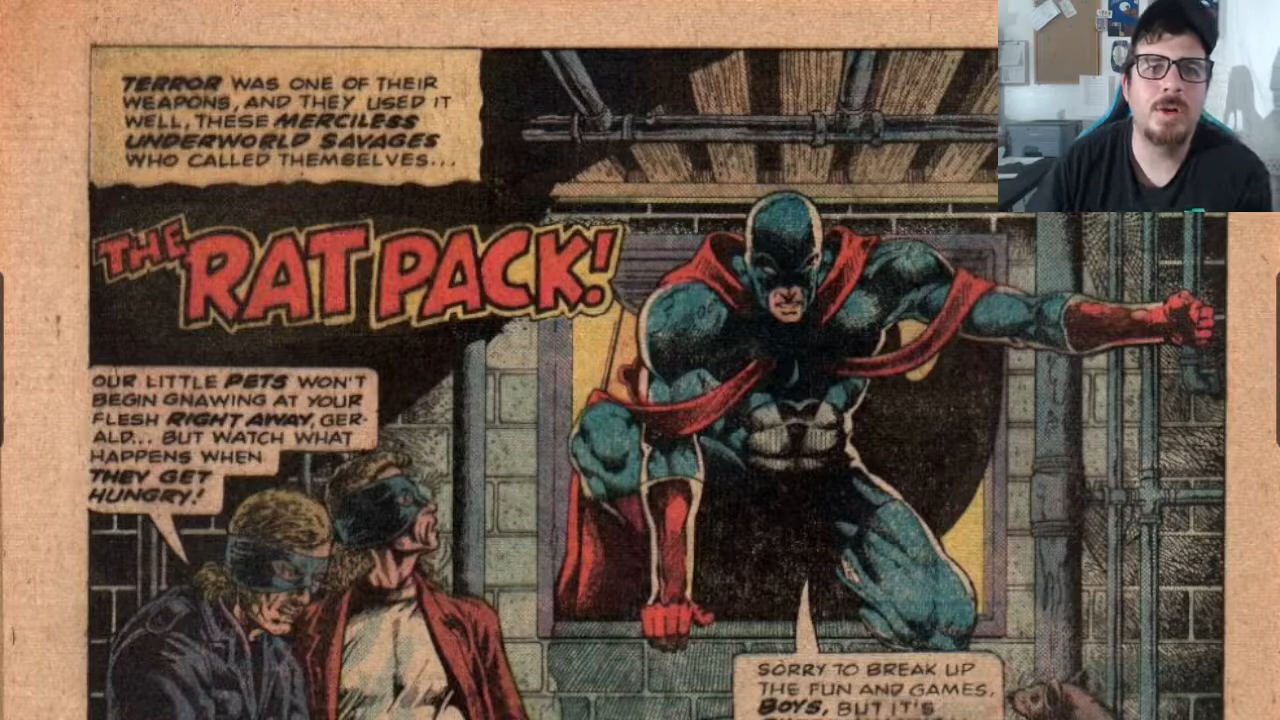 TERROR WAS ONE OF THEIR
WEAPONS, AND THEY USED IT
WELL, THESE MERCILESS
UNDERWORLD SAVAGES
WHO CALLED THEMSELVES...
THE RAT PACK!
OUR LITTLE PETS WON'T
BEGIN GNAWING AT YOUR
FLESH RIGHT AWAY, GER-
ALD... BUT WATCH WHAT
HAPPENS WHEN
THEY GET
HUNGRY!
SORRY TO BREAK UP
THE FUN AND GAMES,
BOYS, BUT IT'S